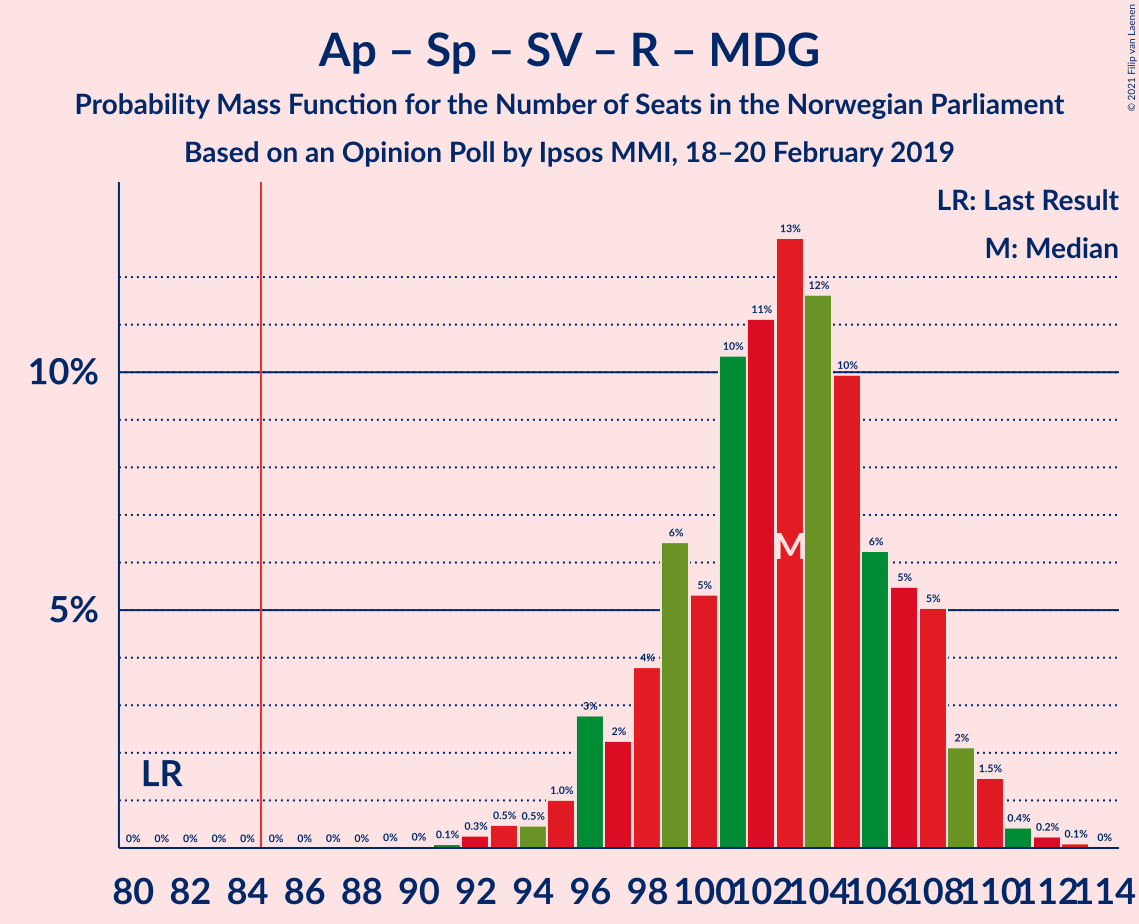 Ap – Sp – SV – R – MDG
Probability Mass Function for the Number of Seats in the Norwegian Parliament
Based on an Opinion Poll by Ipsos MMI, 18–20 February 2019
© 2021 Filip van Laenen
LR: Last Result
M: Median
10%
5%
LR
M
0% 0% 0% 0% 0% 0% 0% 0% 0% 0% 0% 0.1% 0.3% 0.5% 0.5% 1.0% 3% 2% 4% 6% 5% 10% 11% 13% 12% 10% 6% 5% 5% 2% 1.5% 0.4% 0.2% 0.1% 0%
80 82 84 86 88 90 92 94 96 98 100 102 104 106 108 110 112 114